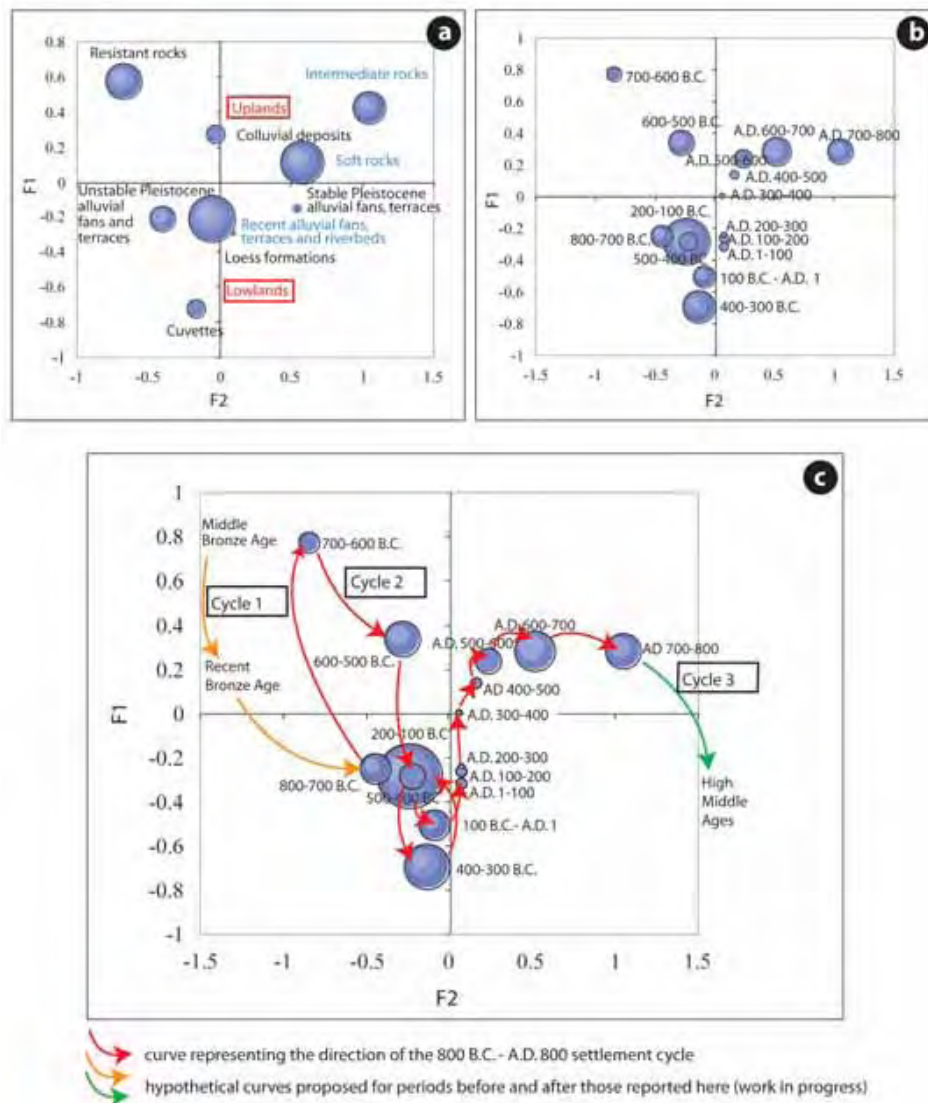 a
F1
0.8
0.6
0.4
0.2
0
-0.2
-0.4
-0.6
-0.8
-1
Resistant rocks
Intermediate rocks
Uplands
Colluvial deposits
Soft rocks
Unstable Pleistocene
alluvial
fans and
terraces
Stable Pleistocene
alluvial fans, terraces
Recent alluvial fans,
terraces and riverbeds
Loess formations
Lowlands
Cuvettes
-1 -0.5 0 0.5 1 1.5
F2
b
F1
1
0.8
0.6
0.4
0.2
0
-0.2
-0.4
-0.6
-0.8
-1
700-600 B.C.
600-500 B.C.
A.D. 600-700
A.D. 700-800
A.D. 500-600
A.D. 400-500
A.D. 300-400
200-100 B.C.
800-700 B.C.
500-400 BC
A.D. 200-300
A.D. 100-200
A.D. 1-100
100 B.C. - A.D. 1
400-300 B.C.
-1 -0.5 0 0.5 1 1.5
F2
c
F1
1
0.8
0.6
0.4
0.2
0
-0.2
-0.4
-0.6
-0.8
-1
Middle
Bronze Age
700-600 B.C.
Cycle 2
Cycle 1
A.D. 600-700
A.D. 500-600
AD 700-800
600-500 B.C.
Recent
Bronze Age
Cycle 3
AD 400-500
A.D. 300-400
200-100 B.C.
A.D. 200-300
A.D. 100-200
A.D. 1-100
800-700 B.C.
100 B.C. - A.D. 1
400-300 B.C.
High
Middle
Ages
-1.5 -1 -0.5 0 0.5 1 1.5
F2
curve representing the direction of the 800 B.C. - A.D. 800 settlement cycle
hypothetical curves proposed for periods before and after those reported here (work in progress)